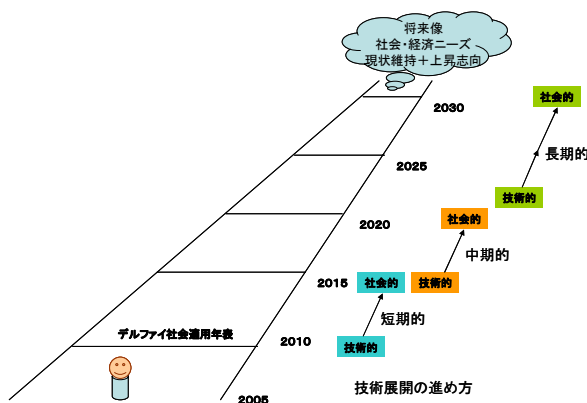 将来像
社会・経済ニーズ
現状維持＋上昇志向
2030
社会的
長期的
2025
技術的
2020
社会的
中期的
2015
社会的
技術的
短期的
デルファイ社会適用年表
2010
技術的
技術展開の進め方
2005